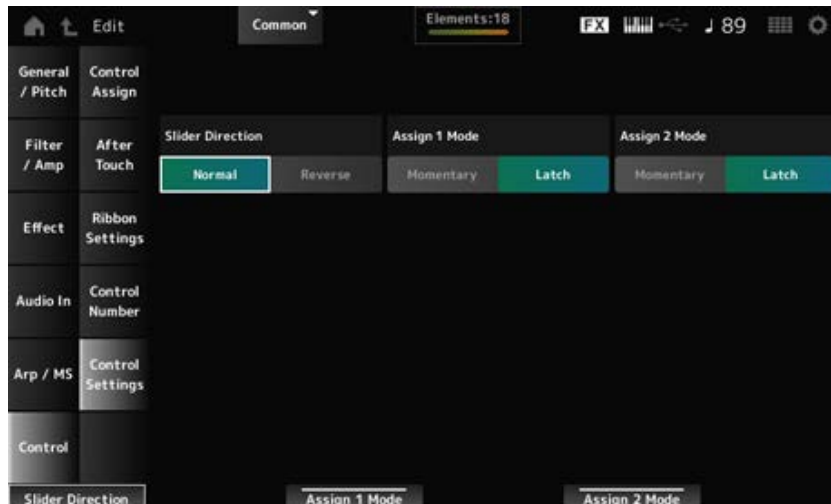 Edit
Common
Elements:18
FX
89
General / Pitch
Control Assign
Filter / Amp
After Touch
Slider Direction
Assign 1 Mode
Assign 2 Mode
Normal
Reverse
Momentary
Latch
Momentary
Latch
Effect
Ribbon Settings
Audio In
Control Number
Arp / MS
Control Settings
Control
Slider Direction
Assign 1 Mode
Assign 2 Mode